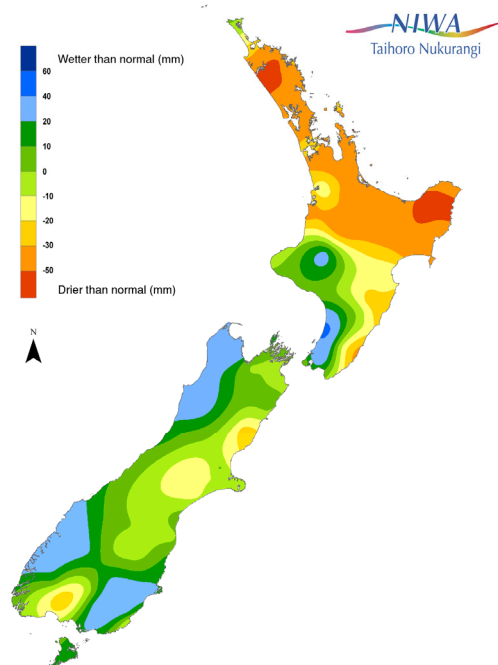 NIWA
Taihoro Nukurangi
Wetter than normal (mm)
60
40
20
10
0
-10
-20
-30
-50
Drier than normal (mm)
N